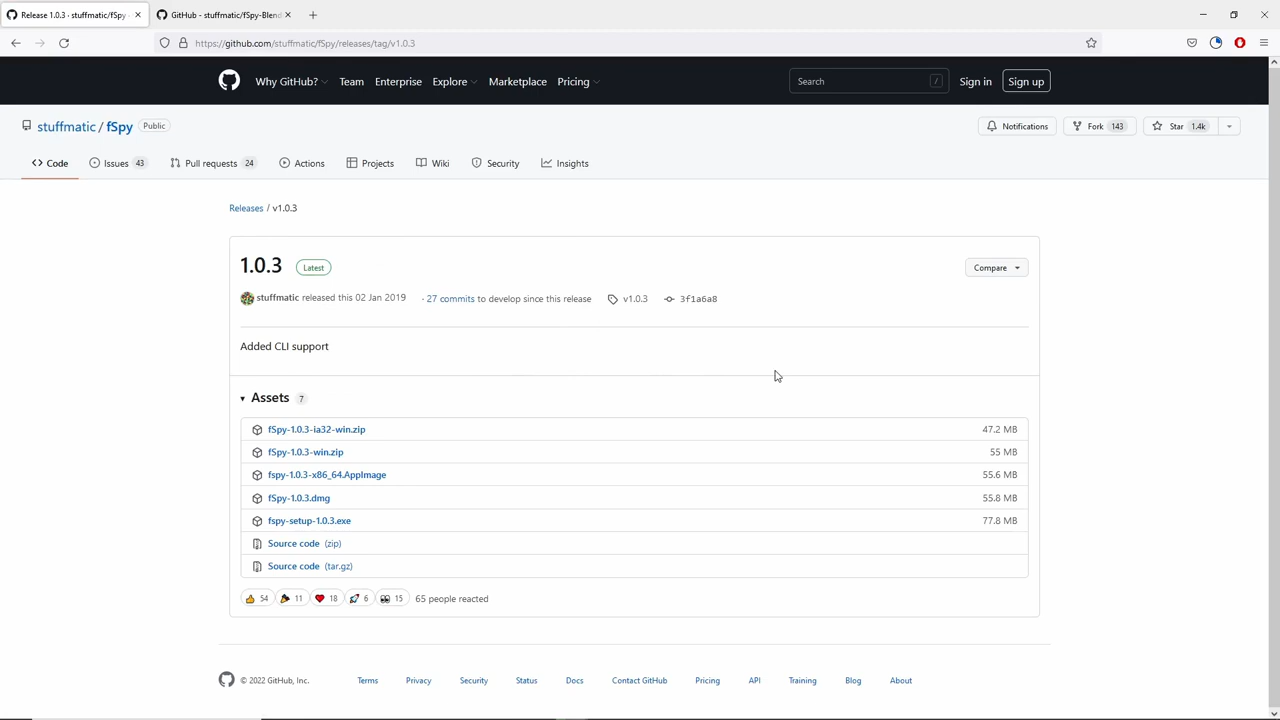 Release 1.0.3 · stuffmatic/fSpy
GitHub - stuffmatic/fSpy-Blend
https://github.com/stuffmatic/fSpy/releases/tag/v1.0.3
Why GitHub? Team Enterprise Explore Marketplace Pricing Search / Sign in Sign up
stuffmatic / fSpy Public Notifications Fork 143 Star 1.4k
Code Issues 43 Pull requests 24 Actions Projects Wiki Security Insights
Releases / v1.0.3
1.0.3 Latest Compare
stuffmatic released this 02 Jan 2019 · 27 commits to develop since this release v1.0.3 3f1a6a8
Added CLI support
Assets 7
fSpy-1.0.3-ia32-win.zip 47.2 MB
fSpy-1.0.3-win.zip 55 MB
fspy-1.0.3-x86_64.AppImage 55.6 MB
fSpy-1.0.3.dmg 55.8 MB
fspy-setup-1.0.3.exe 77.8 MB
Source code (zip)
Source code (tar.gz)
54 11 18 6 15 65 people reacted
© 2022 GitHub, Inc. Terms Privacy Security Status Docs Contact GitHub Pricing API Training Blog About